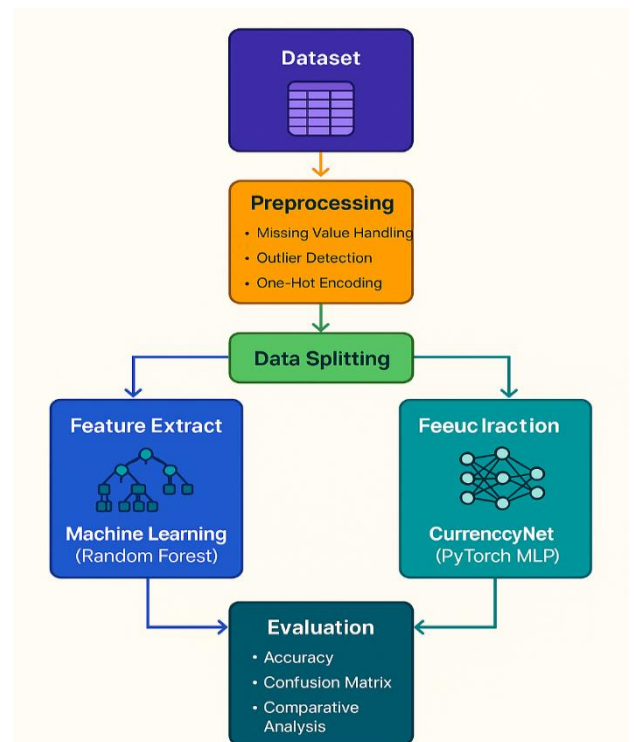 Dataset
Preprocessing
• Missing Value Handling
• Outlier Detection
• One-Hot Encoding
Data Splitting
Feature Extract
Machine Learning
(Random Forest)
Feeuc Iraction
CurrenccyNet
(PyTorch MLP)
Evaluation
• Accuracy
• Confusion Matrix
• Comparative
Analysis